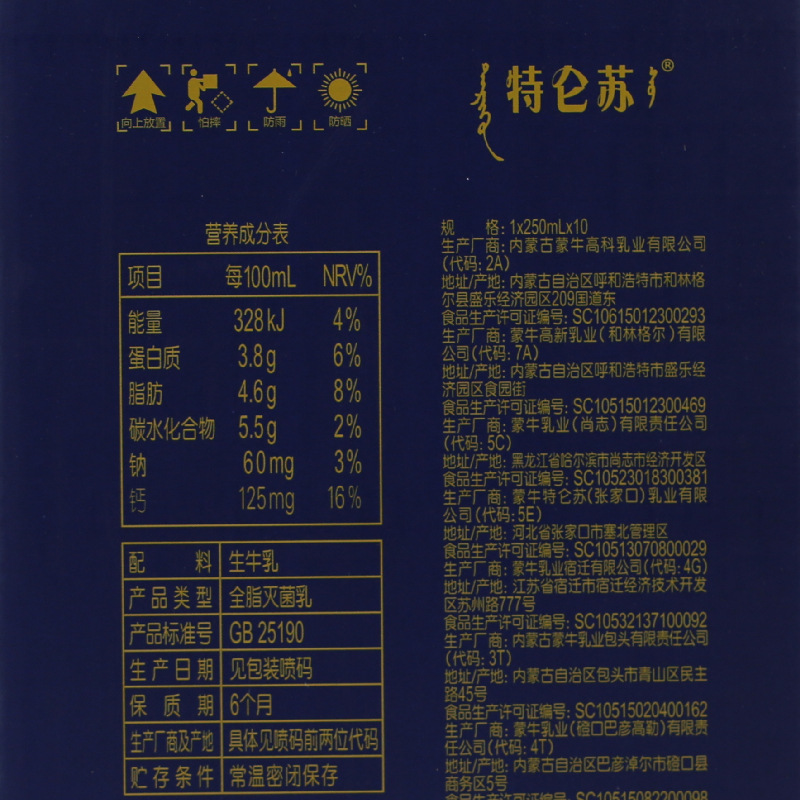 向上放置 怕摔 防雨 防晒
特仑苏®
营养成分表
项目 每100mL NRV%
能量 328kJ 4%
蛋白质 3.8g 6%
脂肪 4.6g 8%
碳水化合物 5.5g 2%
钠 60mg 3%
钙 125mg 16%
配 料 生牛乳
产品类型 全脂灭菌乳
产品标准号 GB 25190
生产日期 见包装喷码
保质期 6个月
生产厂商及产地 具体见喷码前两位代码
贮存条件 常温密闭保存
规 格: 1x250mLx10
生产厂商: 内蒙古蒙牛高科乳业有限公司
(代码: 2A)
地址/产地: 内蒙古自治区呼和浩特市和林格
尔县盛乐经济园区209国道东
食品生产许可证编号: SC10615012300293
生产厂商: 蒙牛高新乳业(和林格尔)有限
公司(代码: 7A)
地址/产地: 内蒙古自治区呼和浩特市盛乐经
济园区食园街
食品生产许可证编号: SC10515012300469
生产厂商: 蒙牛乳业(尚志)有限责任公司
(代码: 5C)
地址/产地: 黑龙江省哈尔滨市尚志市经济开发区
食品生产许可证编号: SC10523018300381
生产厂商: 蒙牛特仑苏(张家口)乳业有限
公司(代码: 5E)
地址/产地: 河北省张家口市塞北管理区
食品生产许可证编号: SC10513070800029
生产厂商: 蒙牛乳业宿迁有限公司(代码: 4G)
地址/产地: 江苏省宿迁市宿迁经济技术开发
区苏州路777号
食品生产许可证编号: SC10532137100092
生产厂商: 内蒙古蒙牛乳业包头有限责任公司
(代码: 3T)
地址/产地: 内蒙古自治区包头市青山区民主
路45号
食品生产许可证编号: SC10515020400162
生产厂商: 蒙牛乳业(磴口巴彦高勒)有限责
任公司(代码: 4T)
地址/产地: 内蒙古自治区巴彦淖尔市磴口县
商务区5号
食品生产许可证编号: SC10515082200098